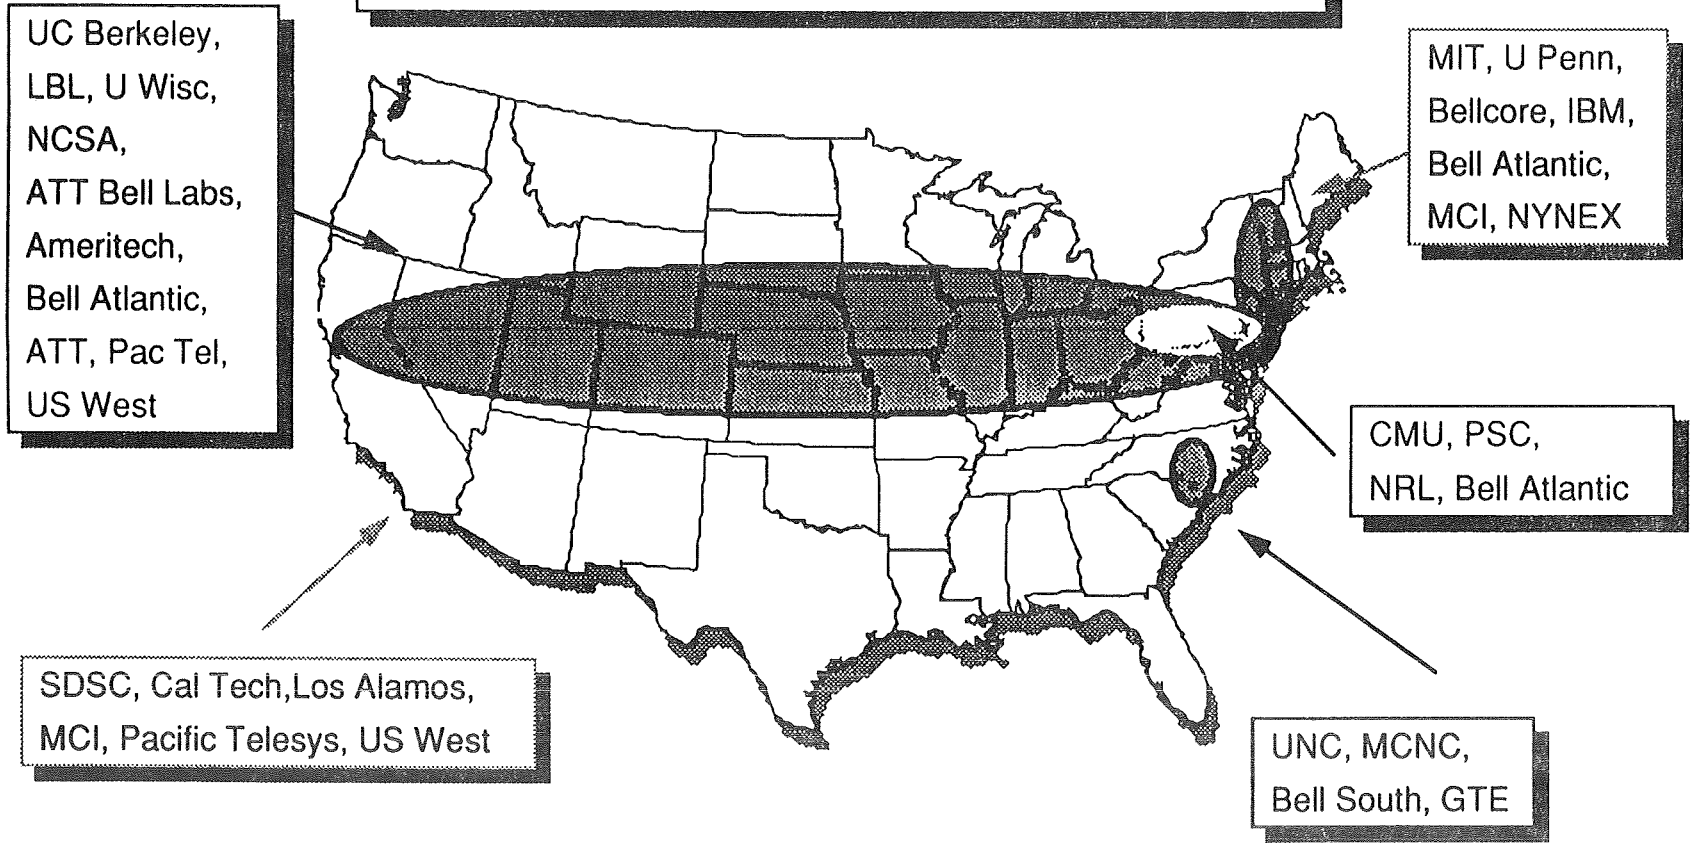 UC Berkeley,
LBL, U Wisc,
NCSA,
ATT Bell Labs,
Ameritech,
Bell Atlantic,
ATT, Pac Tel,
US West
MIT, U Penn,
Bellcore, IBM,
Bell Atlantic,
MCI, NYNEX
CMU, PSC,
NRL, Bell Atlantic
SDSC, Cal Tech,Los Alamos,
MCI, Pacific Telesys, US West
UNC, MCNC,
Bell South, GTE